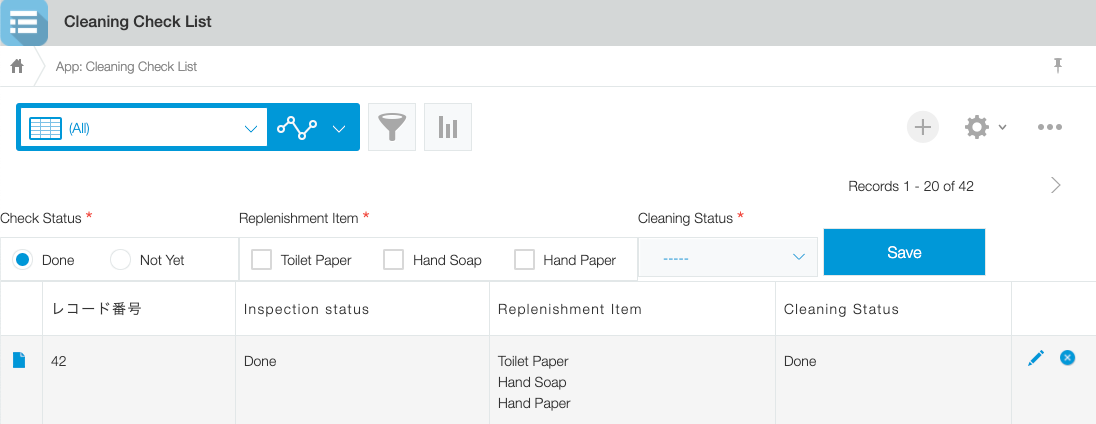 Cleaning Check List
App: Cleaning Check List
(All)
Records 1 - 20 of 42
Check Status * Replenishment Item * Cleaning Status *
Done Not Yet Toilet Paper Hand Soap Hand Paper ----- Save
レコード番号 Inspection status Replenishment Item Cleaning Status
42 Done Toilet Paper Done
Hand Soap
Hand Paper